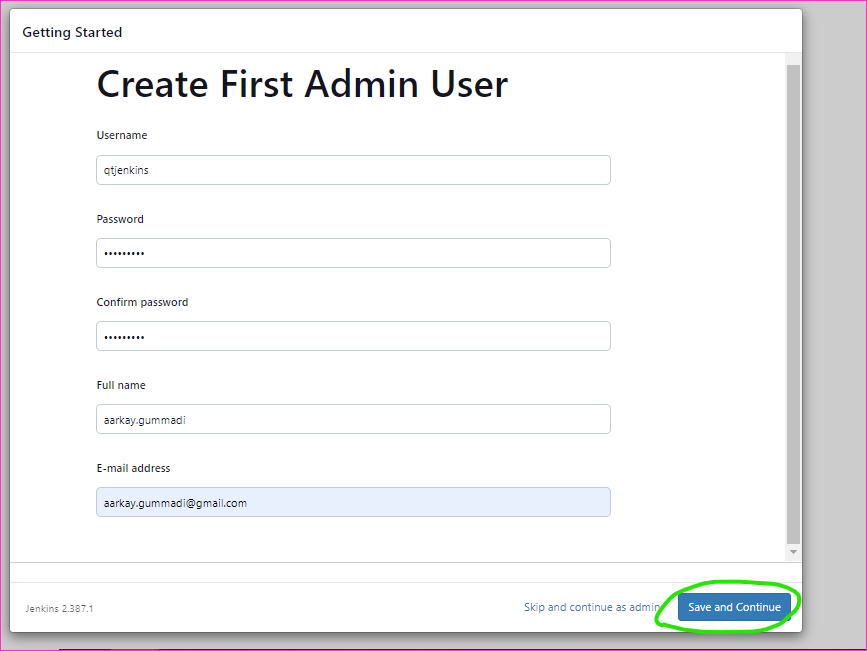 Getting Started
Create First Admin User
Username
qtjenkins
Password
•••••••••
Confirm password
•••••••••
Full name
aarkay.gummadi
E-mail address
aarkay.gummadi@gmail.com
Jenkins 2.387.1
Skip and continue as admin
Save and Continue